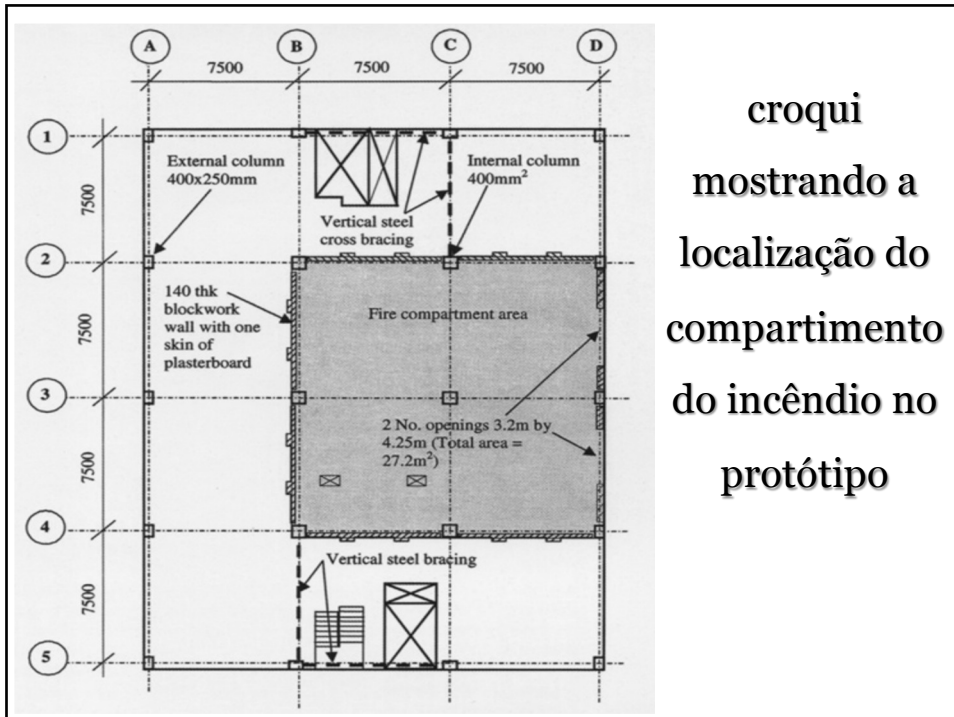 A
B
C
D
7500
7500
7500
1
External column
400x250mm
Internal column
400mm²
7500
Vertical steel
cross bracing
2
140 thk
blockwork
wall with one
skin of
plasterboard
Fire compartment area
7500
3
2 No. openings 3.2m by
4.25m (Total area =
27.2m²)
7500
4
Vertical steel bracing
7500
5
croqui
mostrando a
localização do
compartimento
do incêndio no
protótipo